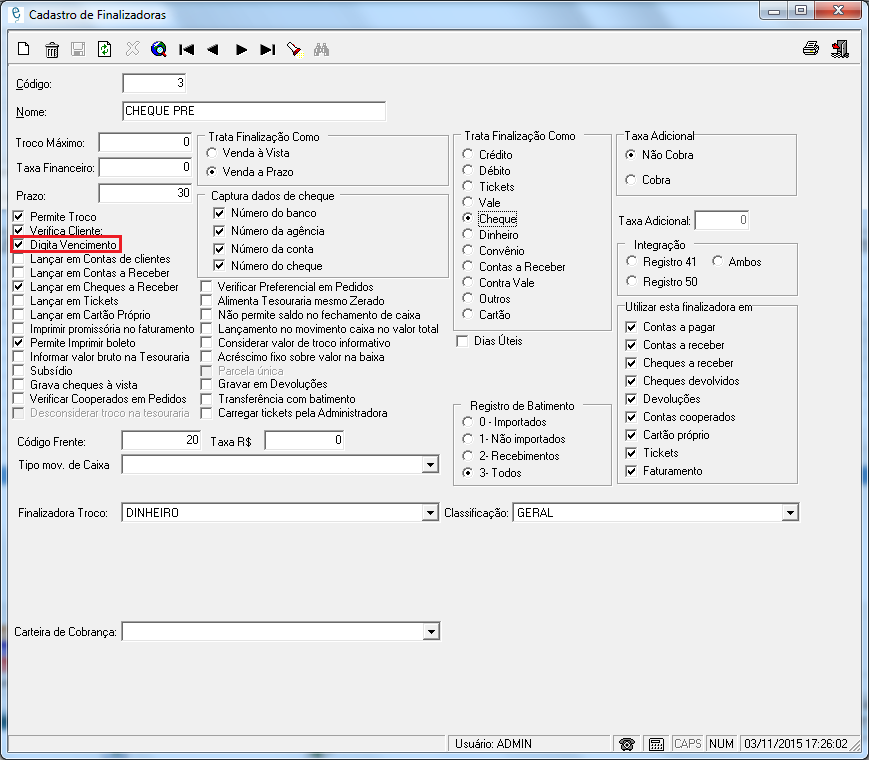 Cadastro de Finalizadoras
Código: 3
Nome: CHEQUE PRE
Troco Máximo: 0
Taxa Financeiro: 0
Prazo: 30
Permite Troco
Verifica Cliente:
Digita Vencimento
Lançar em Contas de clientes
Lançar em Contas a Receber
Lançar em Cheques a Receber
Lançar em Tickets
Lançar em Cartão Próprio
Imprimir promissória no faturamento
Permite Imprimir boleto
Informar valor bruto na Tesouraria
Subsídio
Grava cheques à vista
Verificar Cooperados em Pedidos
Desconsiderar troco na tesouraria
Trata Finalização Como
Venda à Vista
Venda a Prazo
Captura dados de cheque
Número do banco
Número da agência
Número da conta
Número do cheque
Verificar Preferencial em Pedidos
Alimenta Tesouraria mesmo Zerado
Não permite saldo no fechamento de caixa
Lançamento no movimento caixa no valor total
Considerar valor de troco informativo
Acréscimo fixo sobre valor na baixa
Parcela única
Gravar em Devoluções
Transferência com batimento
Carregar tickets pela Administradora
Trata Finalização Como
Crédito
Débito
Tickets
Vale
Cheque
Dinheiro
Convênio
Contas a Receber
Contra Vale
Outros
Cartão
Dias Úteis
Registro de Batimento
0 - Importados
1- Não importados
2- Recebimentos
3- Todos
Taxa Adicional
Não Cobra
Cobra
Taxa Adicional: 0
Integração
Registro 41 Ambos
Registro 50
Utilizar esta finalizadora em
Contas a pagar
Contas a receber
Cheques a receber
Cheques devolvidos
Devoluções
Contas cooperados
Cartão próprio
Tickets
Faturamento
Código Frente: 20 Taxa R$ 0
Tipo mov. de Caixa
Finalizadora Troco: DINHEIRO Classificação: GERAL
Carteira de Cobrança:
Usuário: ADMIN CAPS NUM 03/11/2015 17:26:02